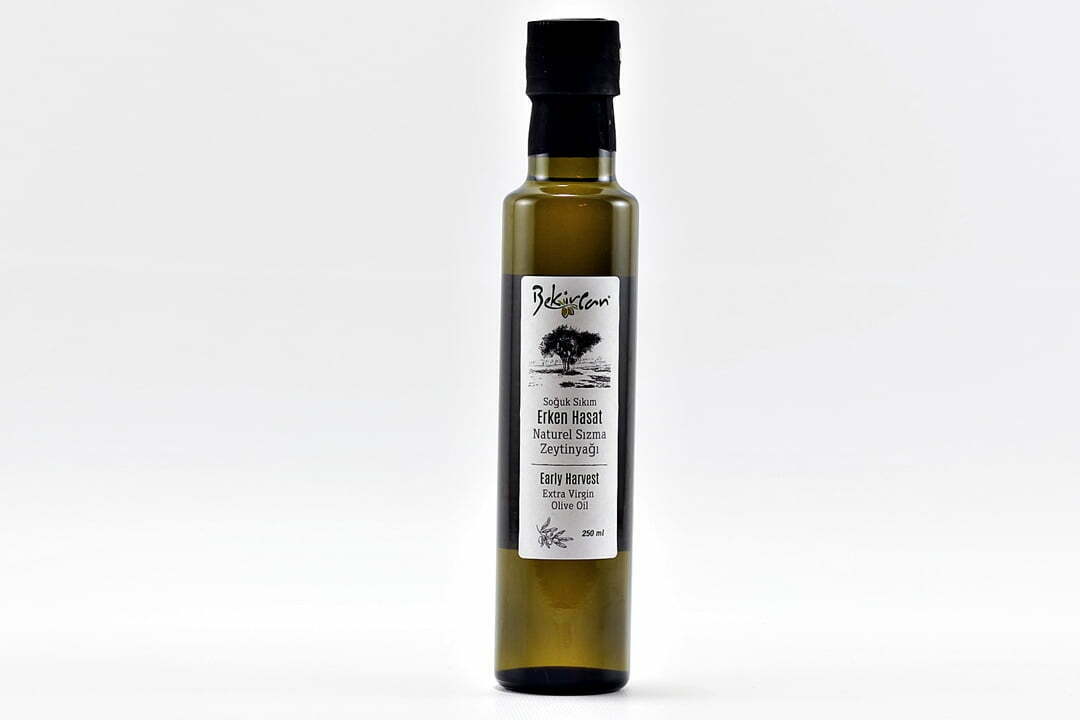 Bekircan
Soğuk Sıkım
Erken Hasat
Naturel Sızma
Zeytinyağı
Early Harvest
Extra Virgin
Olive Oil
250 ml